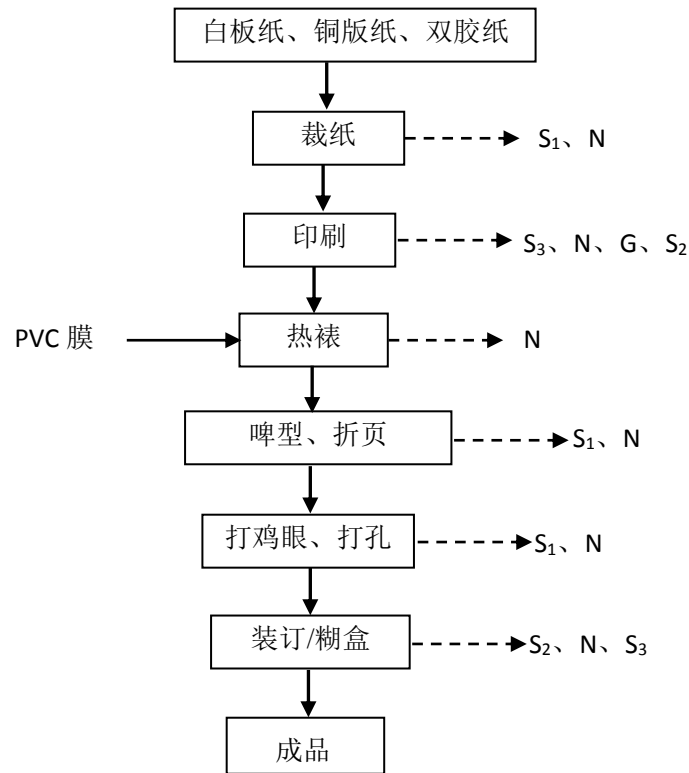 白板纸、铜版纸、双胶纸
裁纸
S₁、N
印刷
S₃、N、G、S₂
PVC 膜
热裱
N
啤型、折页
S₁、N
打鸡眼、打孔
S₁、N
装订/糊盒
S₂、N、S₃
成品